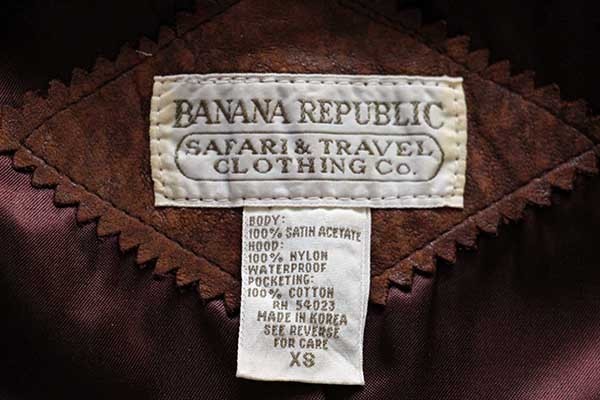 BANANA REPUBLIC
SAFARI & TRAVEL
CLOTHING CO.
BODY:
100% SATIN ACETATE
HOOD:
100% NYLON
WATERPROOF
POCKETING:
100% COTTON
RH 54023
MADE IN KOREA
SEE REVERSE
FOR CARE
XS